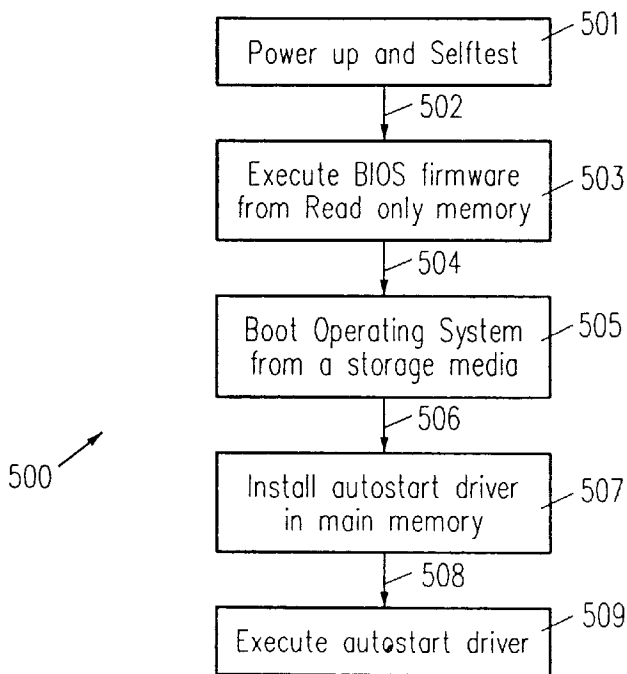 501
Power up and Selftest
502
Execute BIOS firmware
from Read only memory
503
504
Boot Operating System
from a storage media
505
506
500
Install autostart driver
in main memory
507
508
509
Execute autostart driver